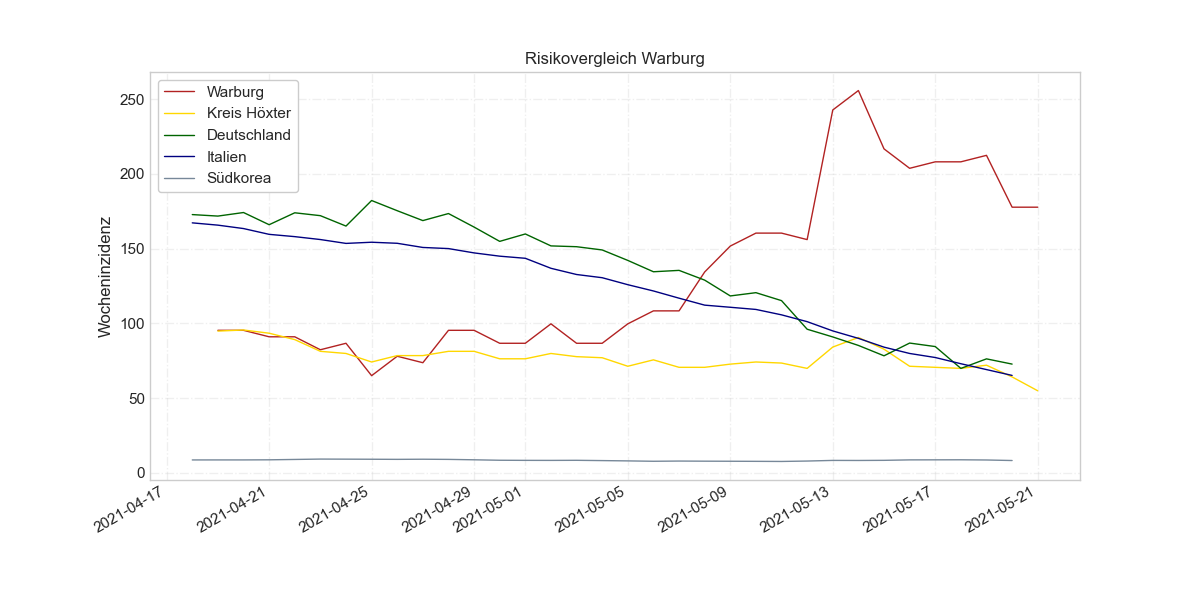 Risikovergleich Warburg
Warburg
Kreis Höxter
Deutschland
Italien
Südkorea
Wocheninzidenz
250
200
150
100
50
0
2021-04-17
2021-04-21
2021-04-25
2021-04-29
2021-05-01
2021-05-05
2021-05-09
2021-05-13
2021-05-17
2021-05-21